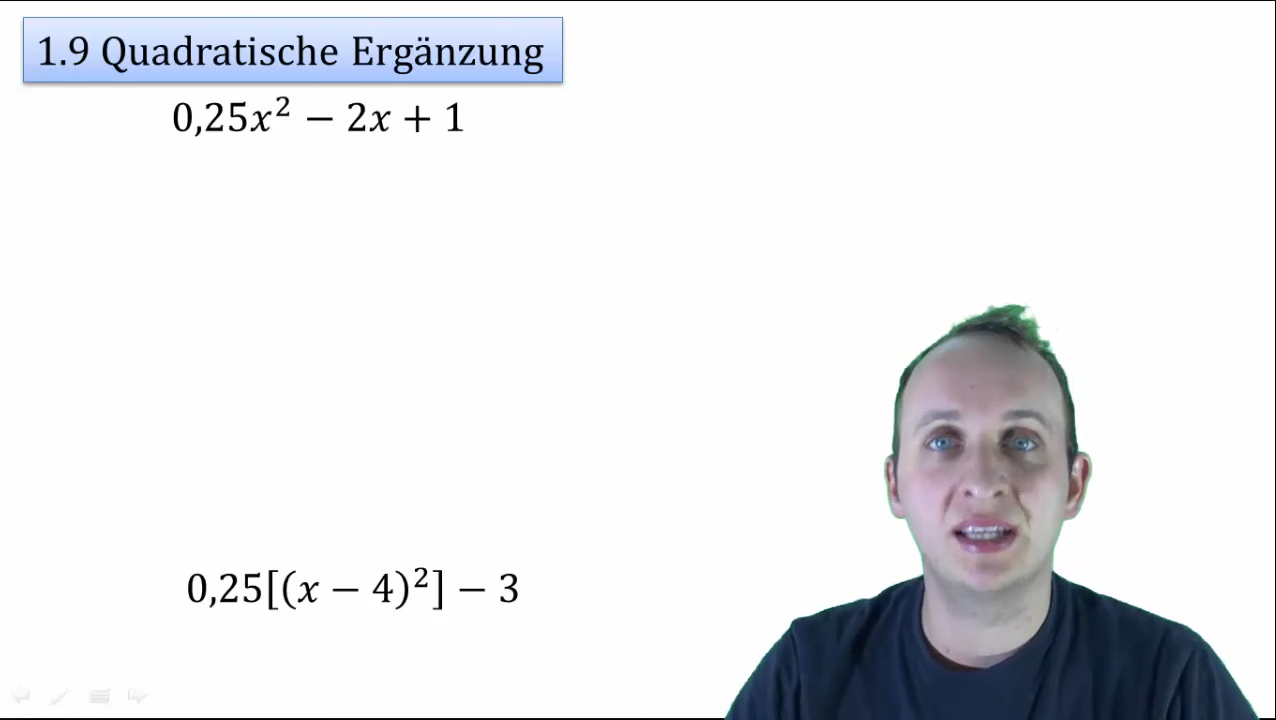 1.9 Quadratische Ergänzung
0,25x² − 2x + 1
0,25[(x − 4)²] − 3